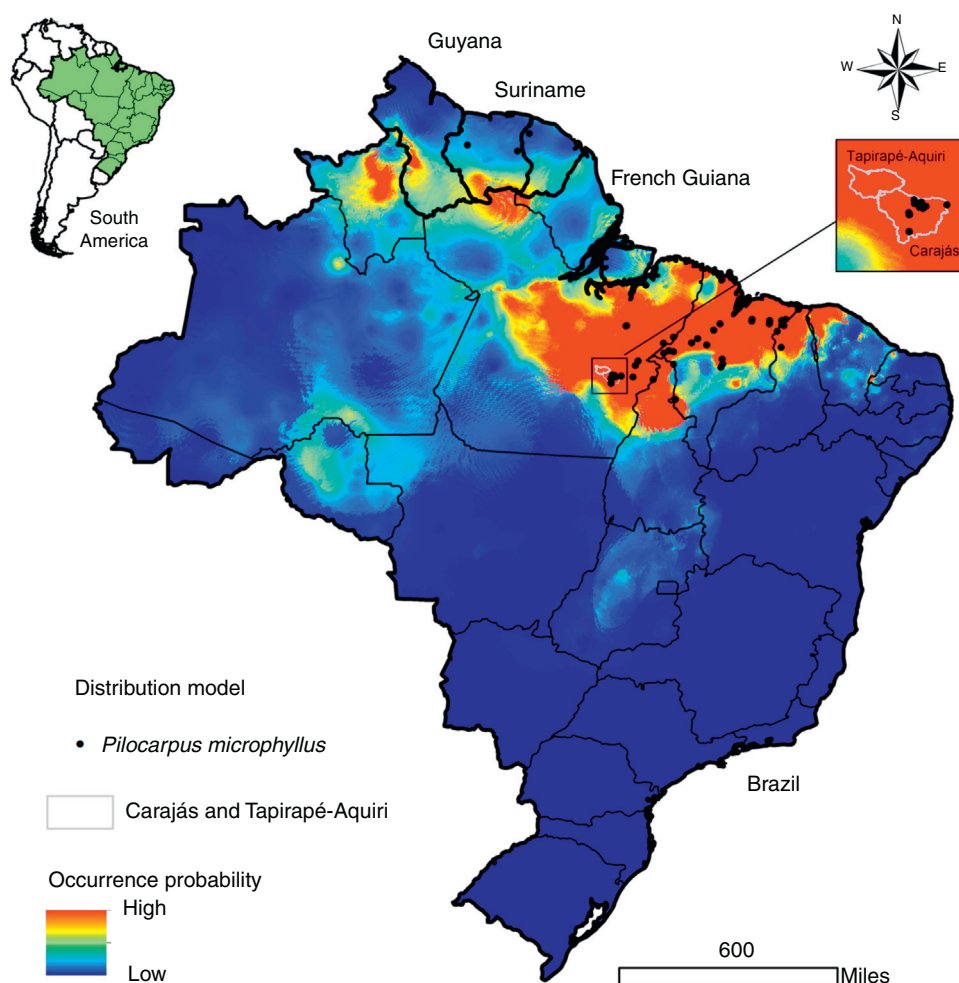 Guyana
Suriname
French Guiana
South
America
N
W
E
S
Tapirapé-Aquiri
Carajás
Distribution model
• Pilocarpus microphyllus
Carajás and Tapirapé-Aquiri
Brazil
Occurrence probability
High
Low
600
Miles